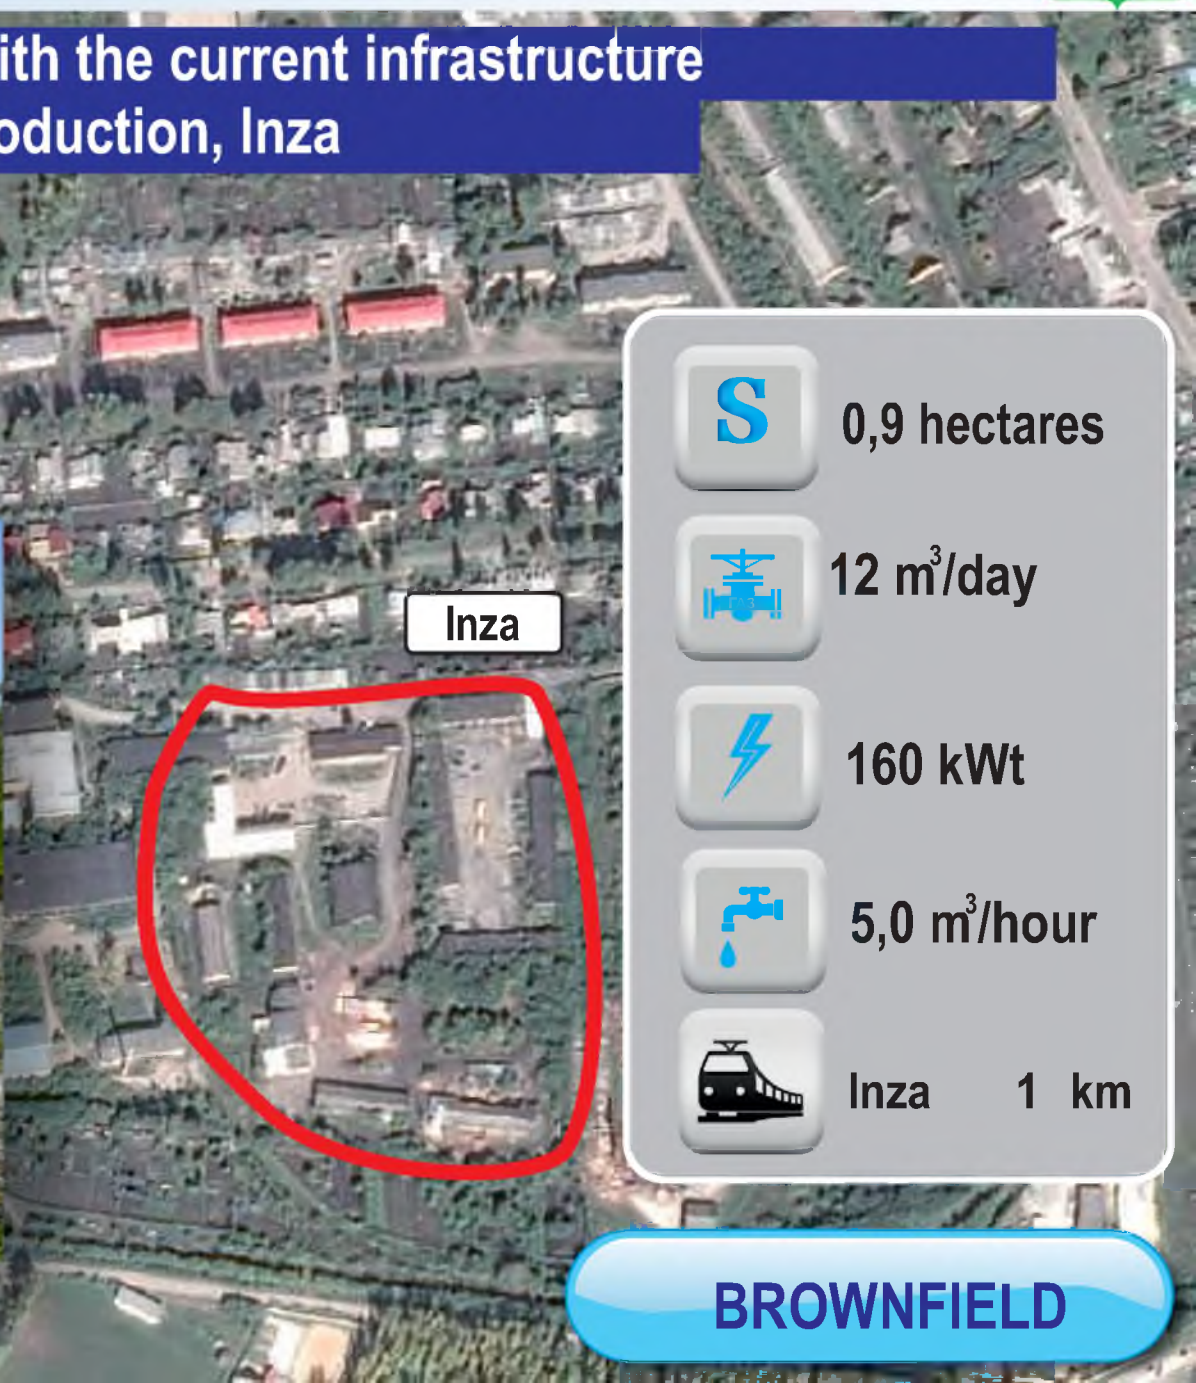 ith the current infrastructure
oduction, Inza
S
0,9 hectares
ГАЗ
12 m³/day
Inza
160 kWt
5,0 m³/hour
Inza 1 km
BROWNFIELD